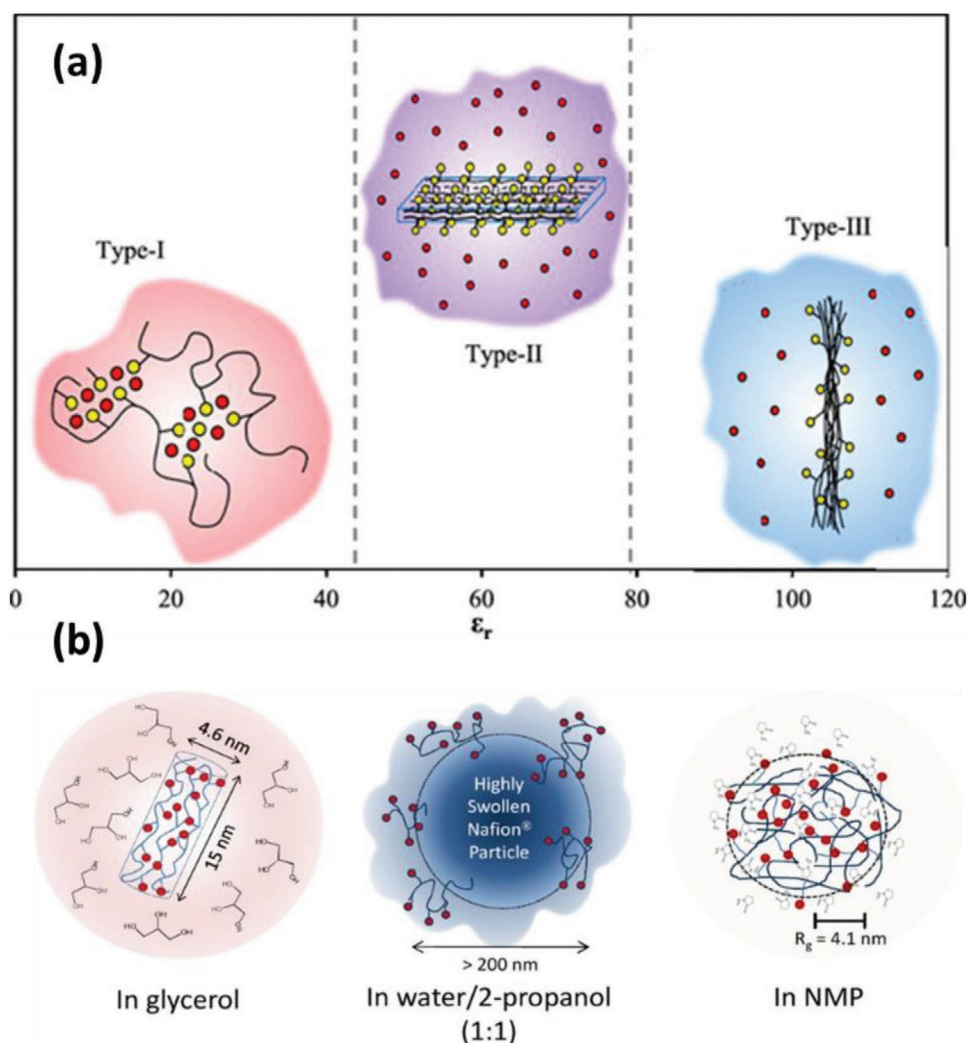 (a)
Type-I
Type-II
Type-III
0 20 40 60 80 100 120
εr
(b)
4.6 nm
15 nm
In glycerol
Highly
Swollen
Nafion®
Particle
> 200 nm
In water/2-propanol
(1:1)
Rg = 4.1 nm
In NMP